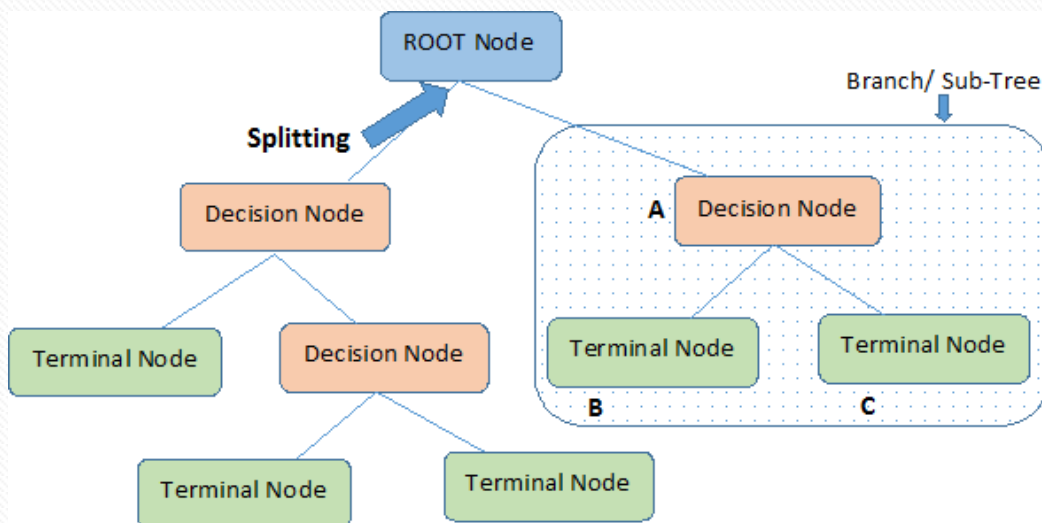 ROOT Node
Branch/ Sub-Tree
Splitting
Decision Node
A
Decision Node
Terminal Node
Decision Node
Terminal Node
Terminal Node
B
C
Terminal Node
Terminal Node